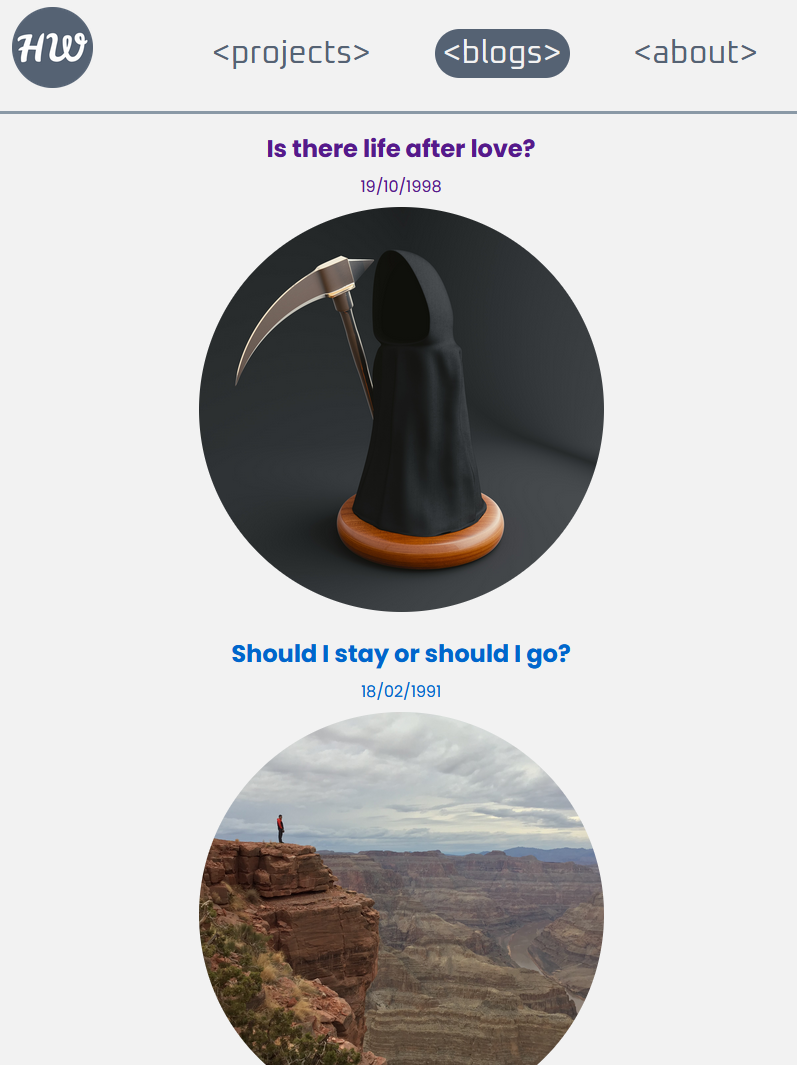 HW
<projects>
<blogs>
<about>
Is there life after love?
19/10/1998
Should I stay or should I go?
18/02/1991